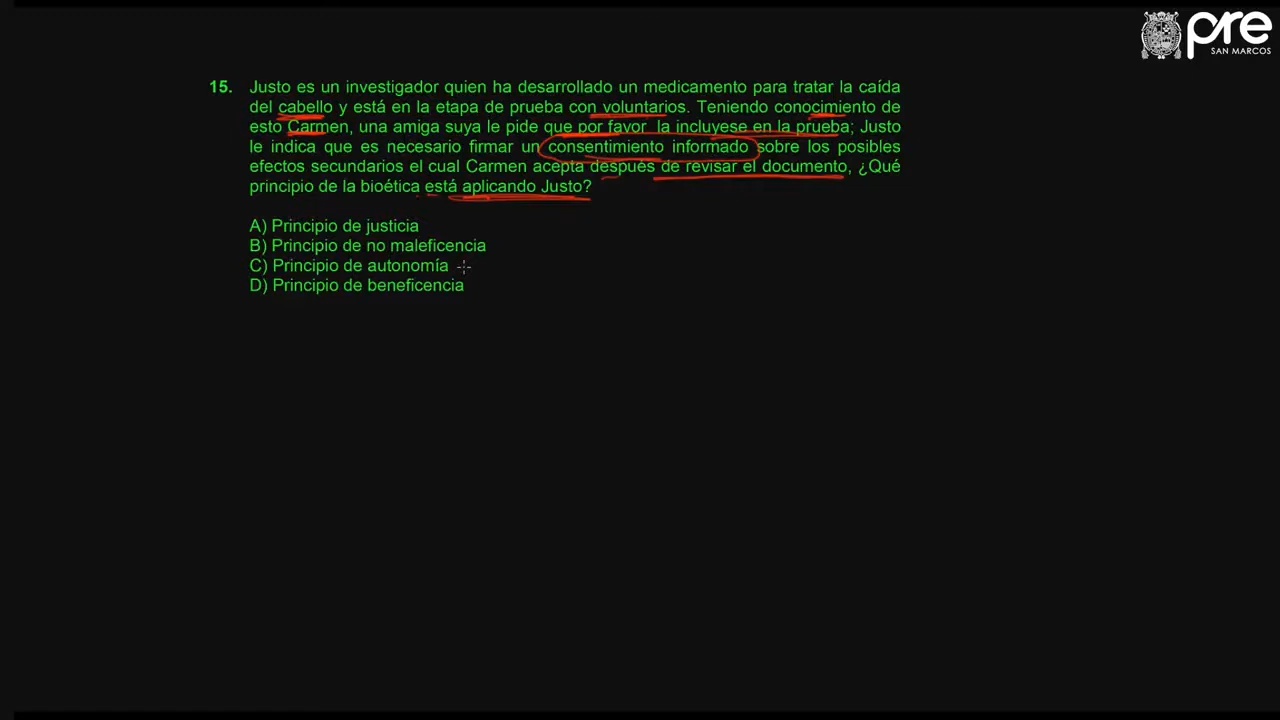 pre
SAN MARCOS
15. Justo es un investigador quien ha desarrollado un medicamento para tratar la caída
del cabello y está en la etapa de prueba con voluntarios. Teniendo conocimiento de
esto Carmen, una amiga suya le pide que por favor la incluyese en la prueba; Justo
le indica que es necesario firmar un consentimiento informado sobre los posibles
efectos secundarios el cual Carmen acepta después de revisar el documento, ¿Qué
principio de la bioética está aplicando Justo?
A) Principio de justicia
B) Principio de no maleficencia
C) Principio de autonomía
D) Principio de beneficencia